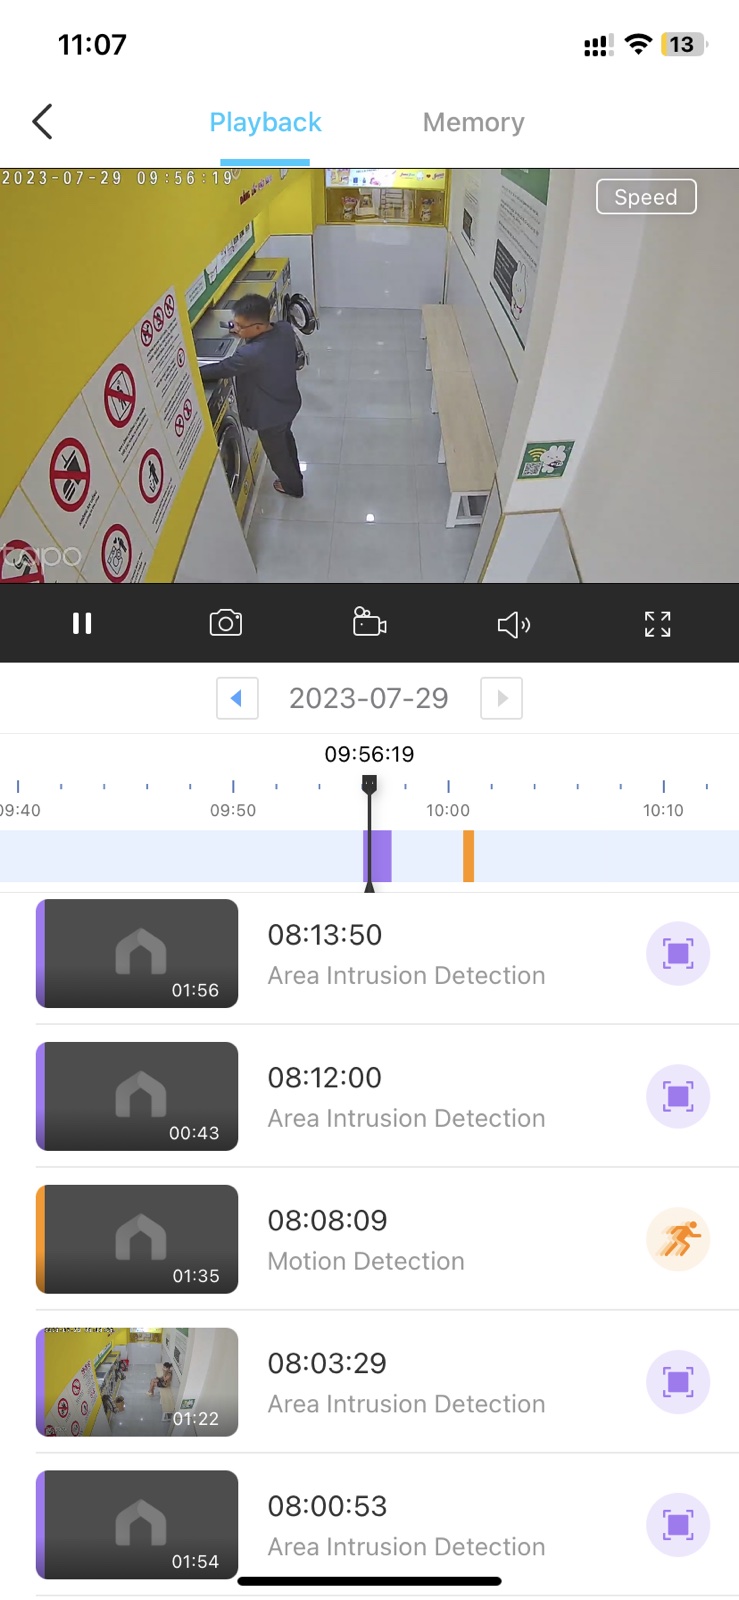 11:07
13
Playback
Memory
2023-07-29 09:56:19
Speed
tapo
2023-07-29
09:56:19
09:40
09:50
10:00
10:10
08:13:50
Area Intrusion Detection
01:56
08:12:00
Area Intrusion Detection
00:43
08:08:09
Motion Detection
01:35
08:03:29
Area Intrusion Detection
01:22
08:00:53
Area Intrusion Detection
01:54